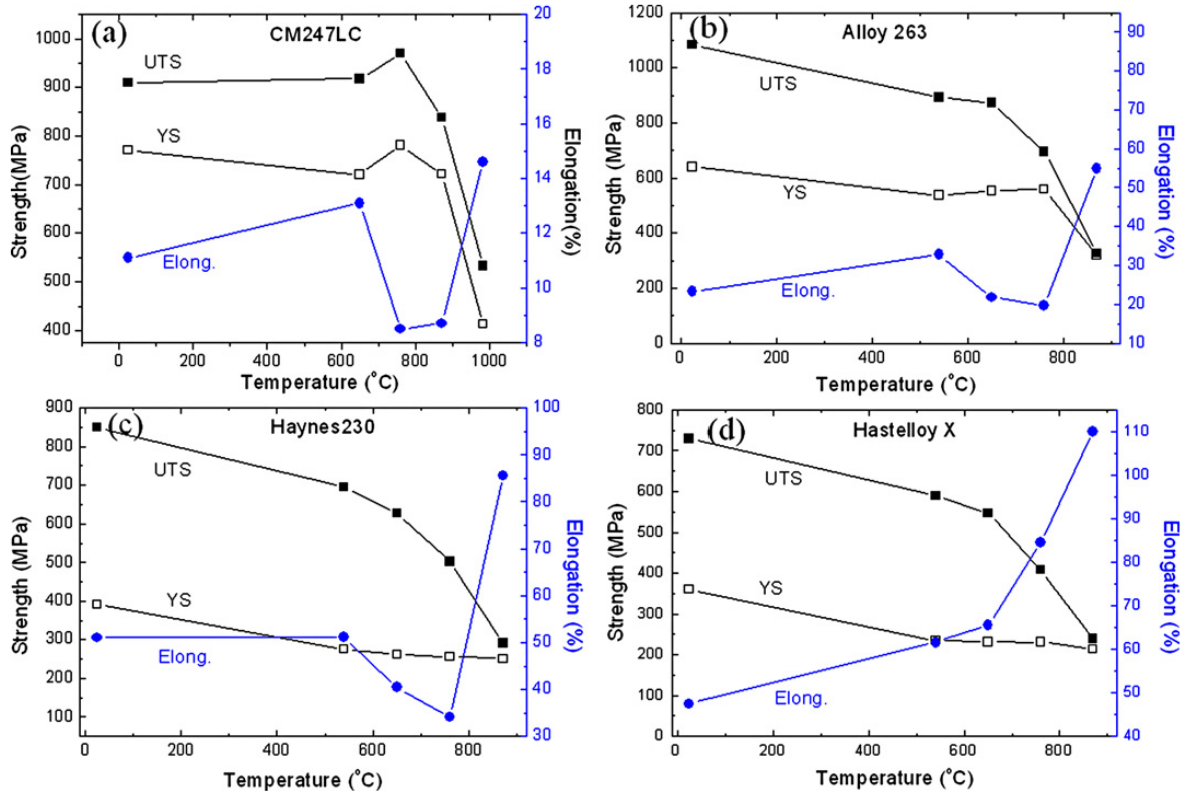 (a)
CM247LC
UTS
YS
Elong.
1000
900
800
700
600
500
400
Strength(MPa)
0 200 400 600 800 1000
Temperature (°C)
20
18
16
14
12
10
8
Elongation(%)
(b)
Alloy 263
UTS
YS
Elong.
1200
1000
800
600
400
200
0
Strength (MPa)
0 200 400 600 800
Temperature (°C)
90
80
70
60
50
40
30
20
10
Elongation (%)
(c)
Haynes230
UTS
YS
Elong.
900
800
700
600
500
400
300
200
100
Strength (MPa)
0 200 400 600 800
Temperature (°C)
100
90
80
70
60
50
40
30
Elongation (%)
(d)
Hastelloy X
UTS
YS
Elong.
800
700
600
500
400
300
200
100
0
Strength (MPa)
0 200 400 600 800
Temperature (°C)
110
100
90
80
70
60
50
40
Elongation (%)